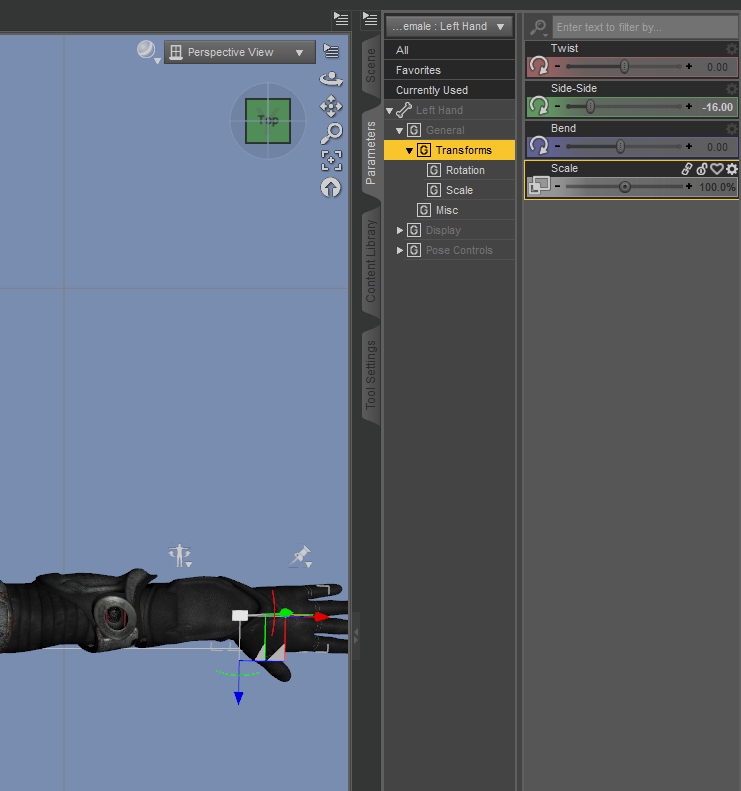 Perspective View
Top
Scene
Parameters
Content Library
Tool Settings
...emale : Left Hand
All
Favorites
Currently Used
Left Hand
G General
G Transforms
G Rotation
G Scale
G Misc
G Display
G Pose Controls
Enter text to filter by...
Twist
- + 0.00
Side-Side
- + -16.00
Bend
- + 0.00
Scale
- + 100.0%